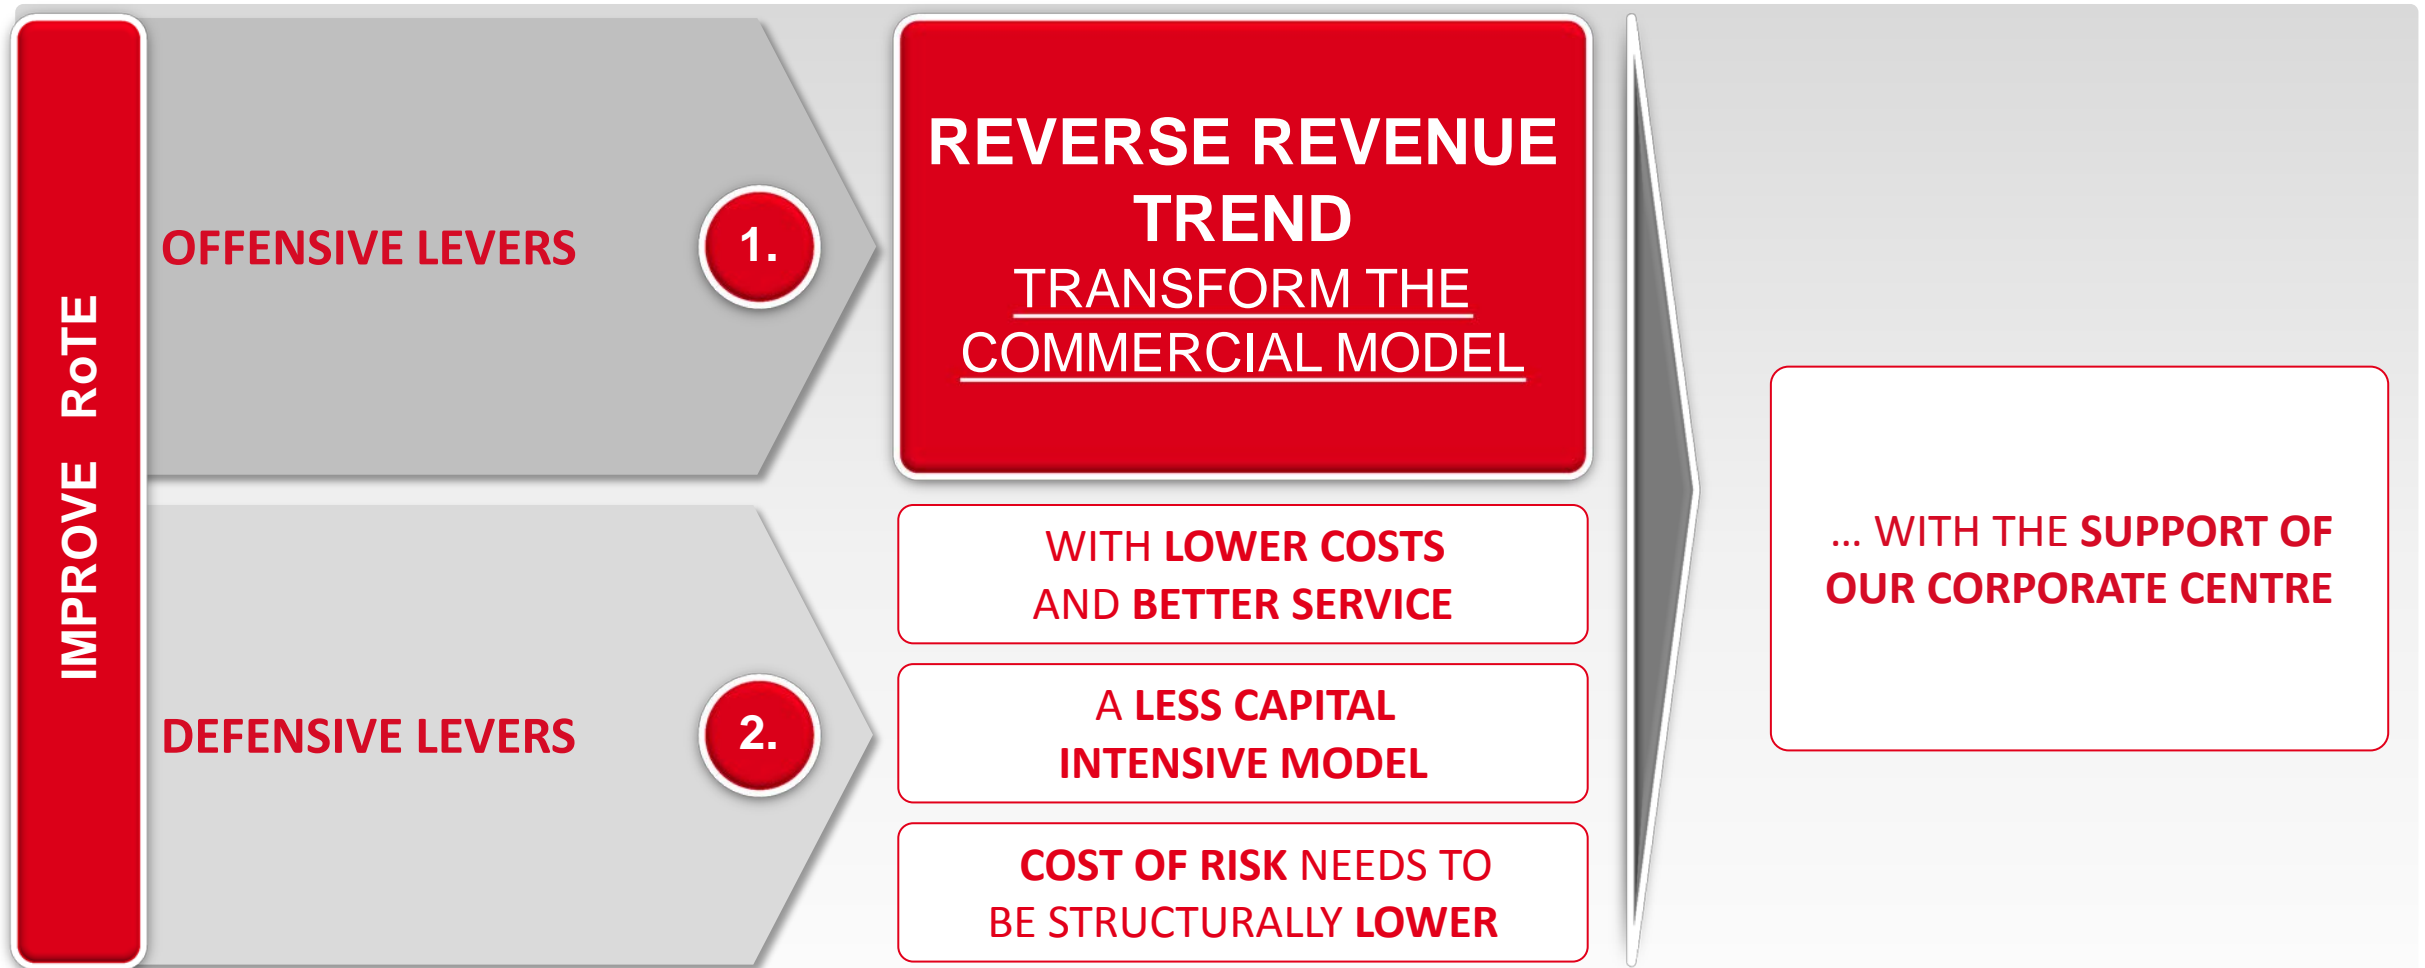 IMPROVE RoTE
OFFENSIVE LEVERS
1.
REVERSE REVENUE
TREND
TRANSFORM THE
COMMERCIAL MODEL
DEFENSIVE LEVERS
2.
WITH LOWER COSTS
AND BETTER SERVICE
A LESS CAPITAL
INTENSIVE MODEL
COST OF RISK NEEDS TO
BE STRUCTURALLY LOWER
... WITH THE SUPPORT OF
OUR CORPORATE CENTRE